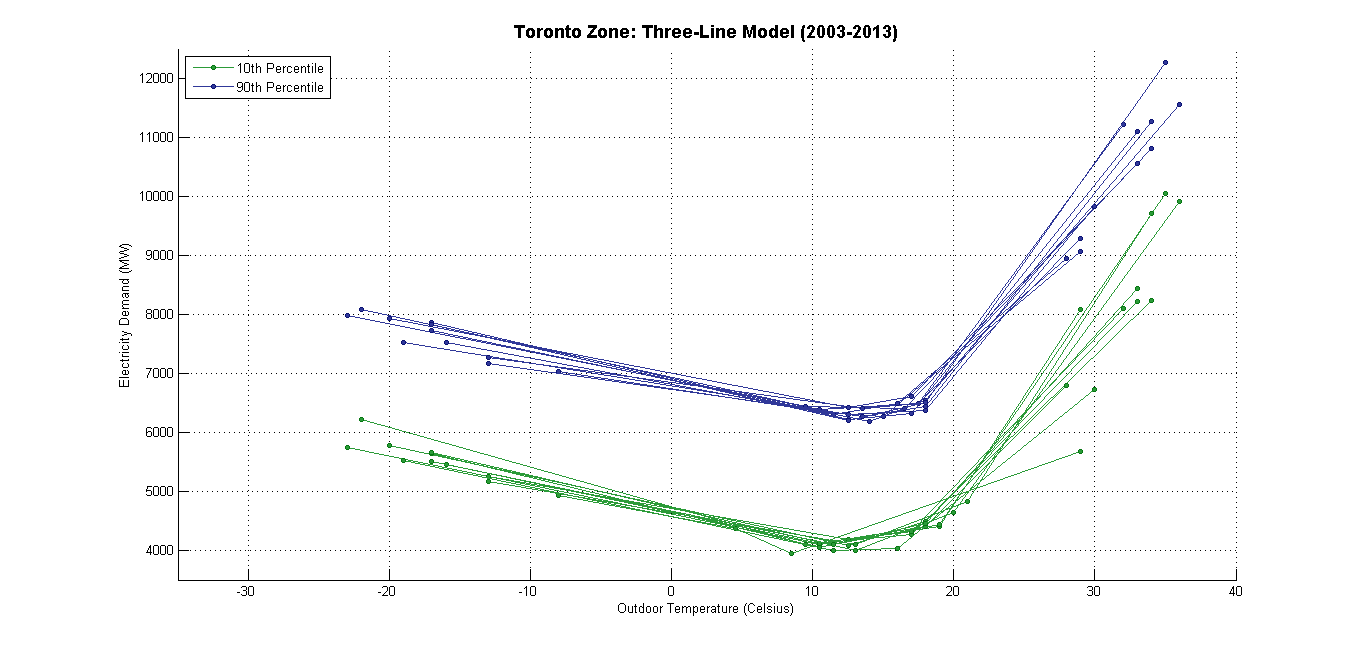 Toronto Zone: Three-Line Model (2003-2013)
10th Percentile
90th Percentile
12000
11000
10000
9000
8000
7000
6000
5000
4000
Electricity Demand (MW)
-30 -20 -10 0 10 20 30 40
Outdoor Temperature (Celsius)